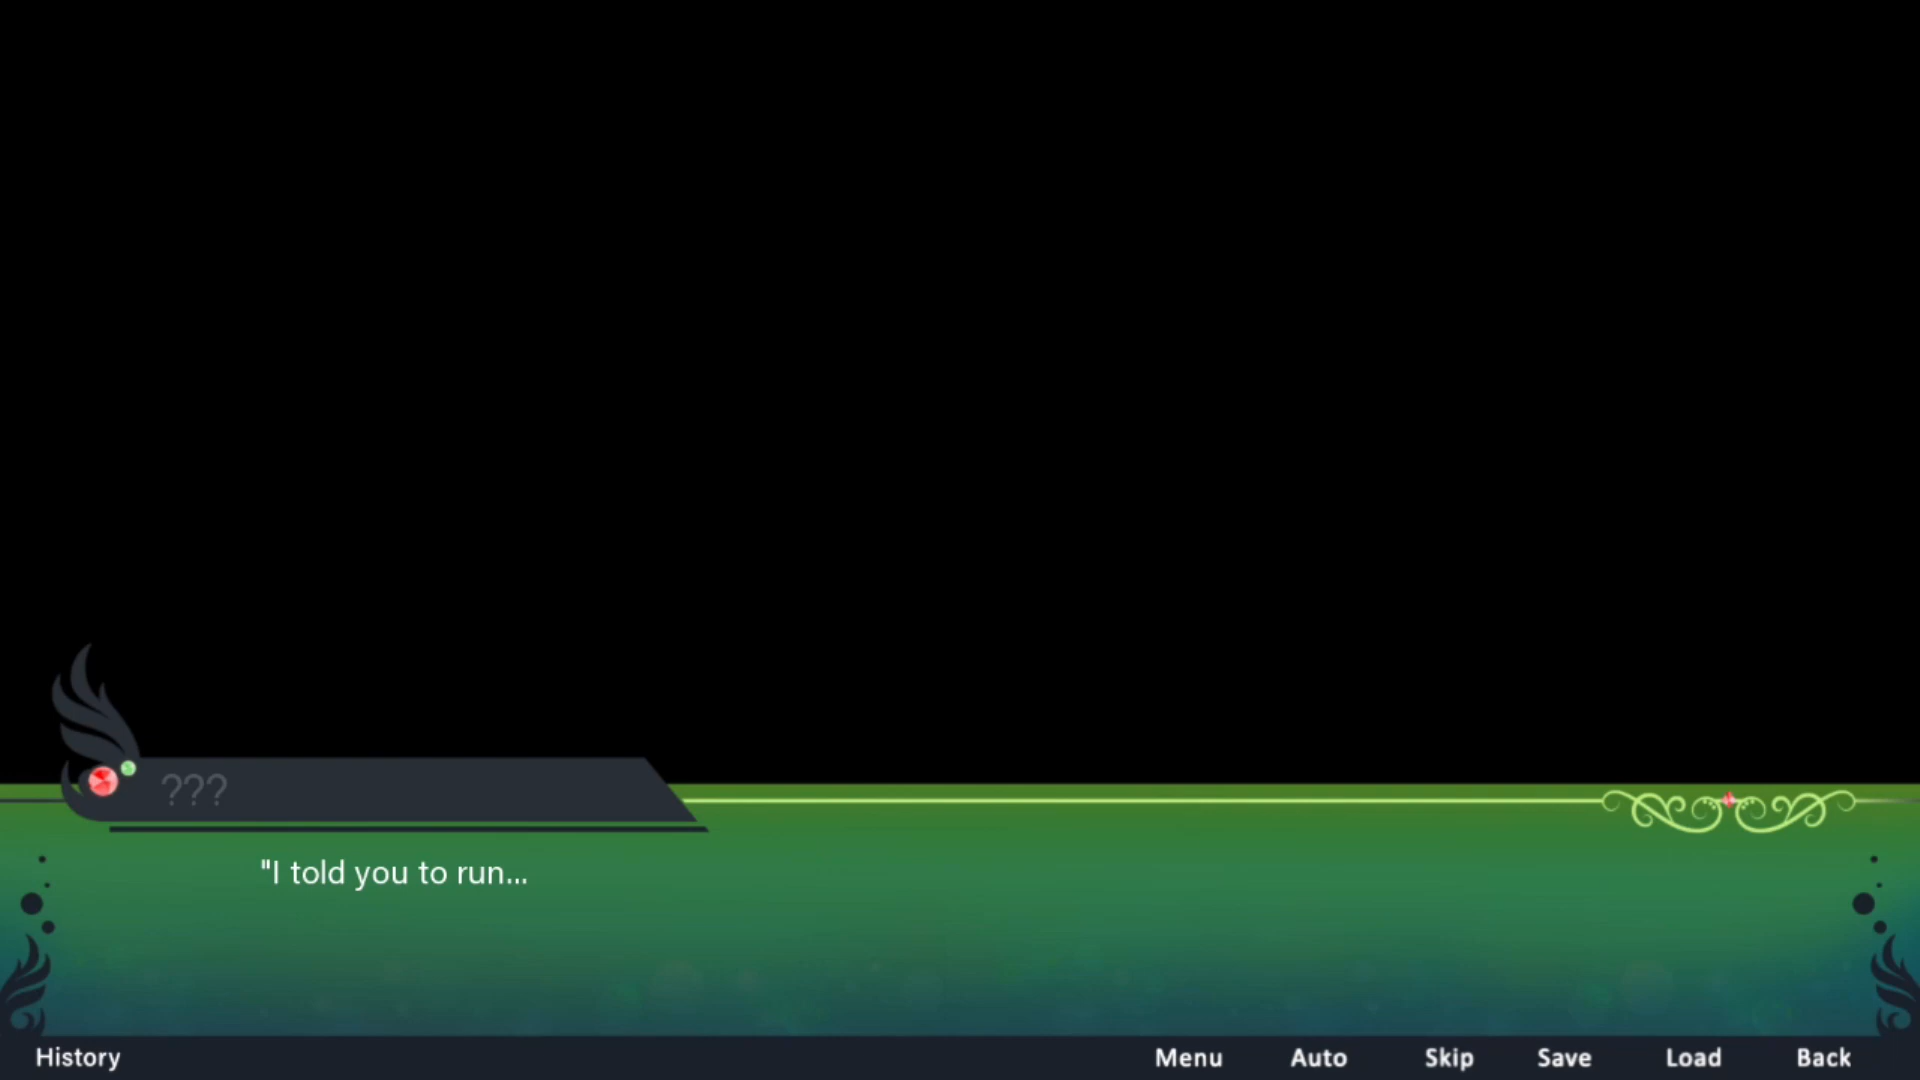 ???
"I told you to run...
History
Menu
Auto
Skip
Save
Load
Back